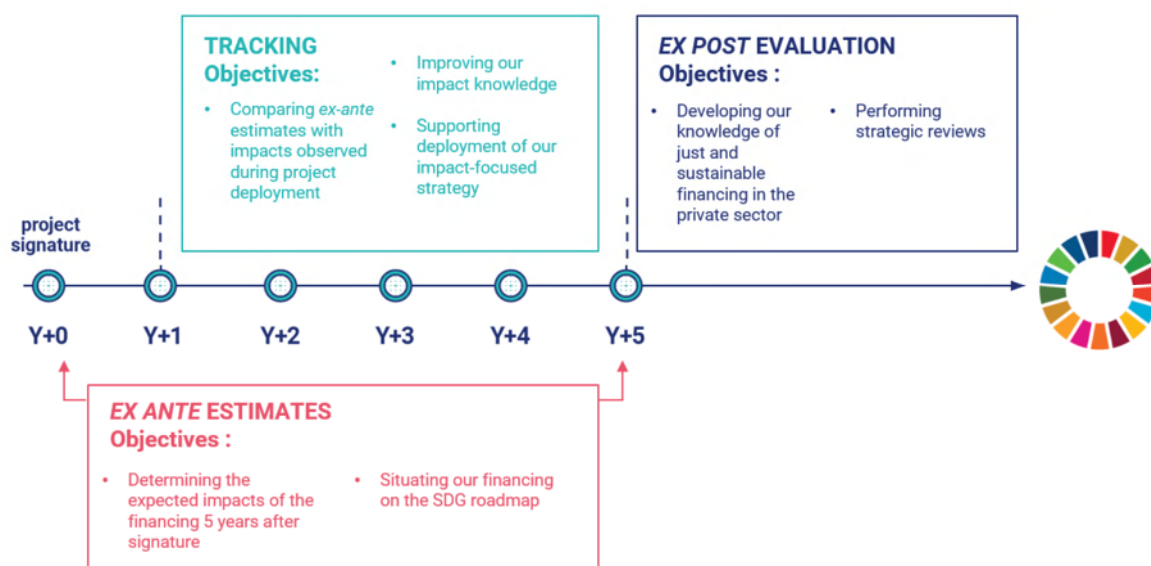 TRACKING
Objectives:
• Comparing ex-ante
estimates with
impacts observed
during project
deployment
• Improving our
impact knowledge
• Supporting
deployment of our
impact-focused
strategy
EX POST EVALUATION
Objectives :
• Developing our
knowledge of
just and
sustainable
financing in the
private sector
• Performing
strategic reviews
project
signature
Y+0
Y+1
Y+2
Y+3
Y+4
Y+5
EX ANTE ESTIMATES
Objectives :
• Determining the
expected impacts of the
financing 5 years after
signature
• Situating our financing
on the SDG roadmap